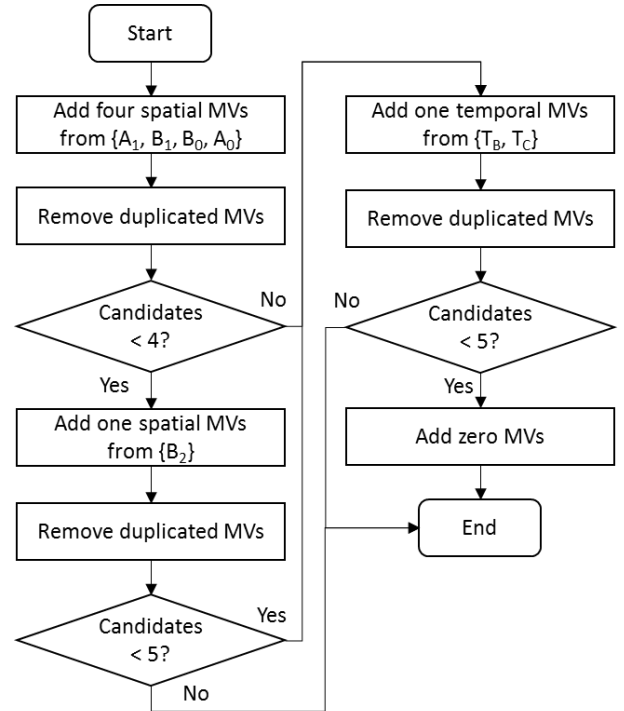 Start
Add four spatial MVs
from {A₁, B₁, B₀, A₀}
Remove duplicated MVs
Candidates
< 4?
No
Yes
Add one spatial MVs
from {B₂}
Remove duplicated MVs
Candidates
< 5?
Yes
No
Add one temporal MVs
from {T_B, T_C}
Remove duplicated MVs
Candidates
< 5?
No
Yes
Add zero MVs
End